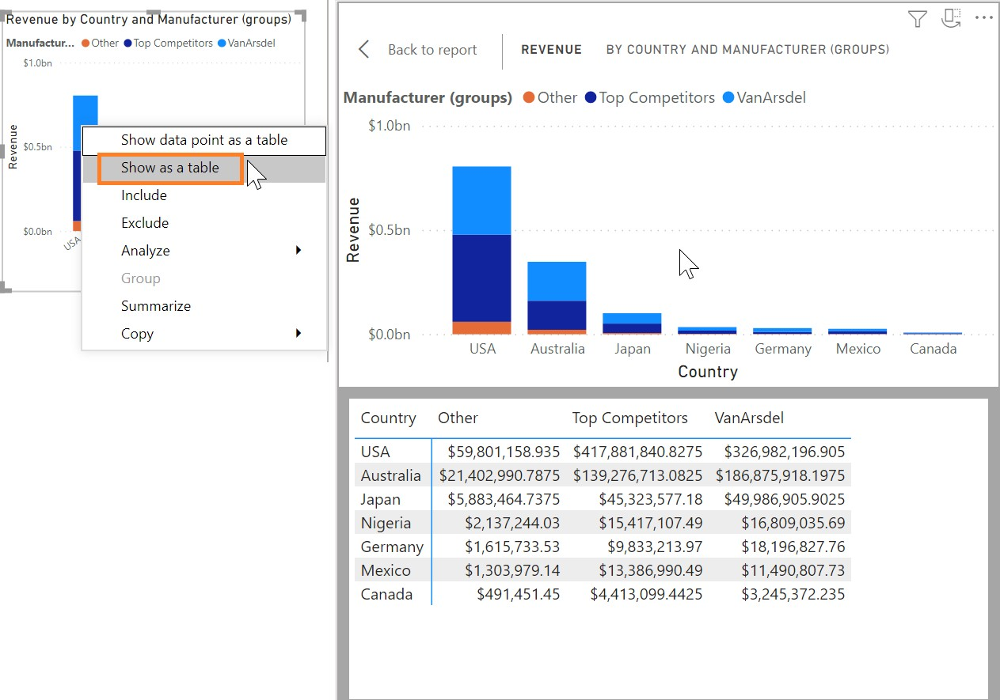 Revenue by Country and Manufacturer (groups)
Manufactur... Other Top Competitors VanArsdel
$1.0bn
$0.5bn
$0.0bn
Revenue
USA
Show data point as a table
Show as a table
Include
Exclude
Analyze
Group
Summarize
Copy
Back to report REVENUE BY COUNTRY AND MANUFACTURER (GROUPS)
Manufacturer (groups) Other Top Competitors VanArsdel
$1.0bn
$0.5bn
$0.0bn
Revenue
USA Australia Japan Nigeria Germany Mexico Canada
Country
Country Other Top Competitors VanArsdel
USA $59,801,158.935 $417,881,840.8275 $326,982,196.905
Australia $21,402,990.7875 $139,276,713.0825 $186,875,918.1975
Japan $5,883,464.7375 $45,323,577.18 $49,986,905.9025
Nigeria $2,137,244.03 $15,417,107.49 $16,809,035.69
Germany $1,615,733.53 $9,833,213.97 $18,196,827.76
Mexico $1,303,979.14 $13,386,990.49 $11,490,807.73
Canada $491,451.45 $4,413,099.4425 $3,245,372.235